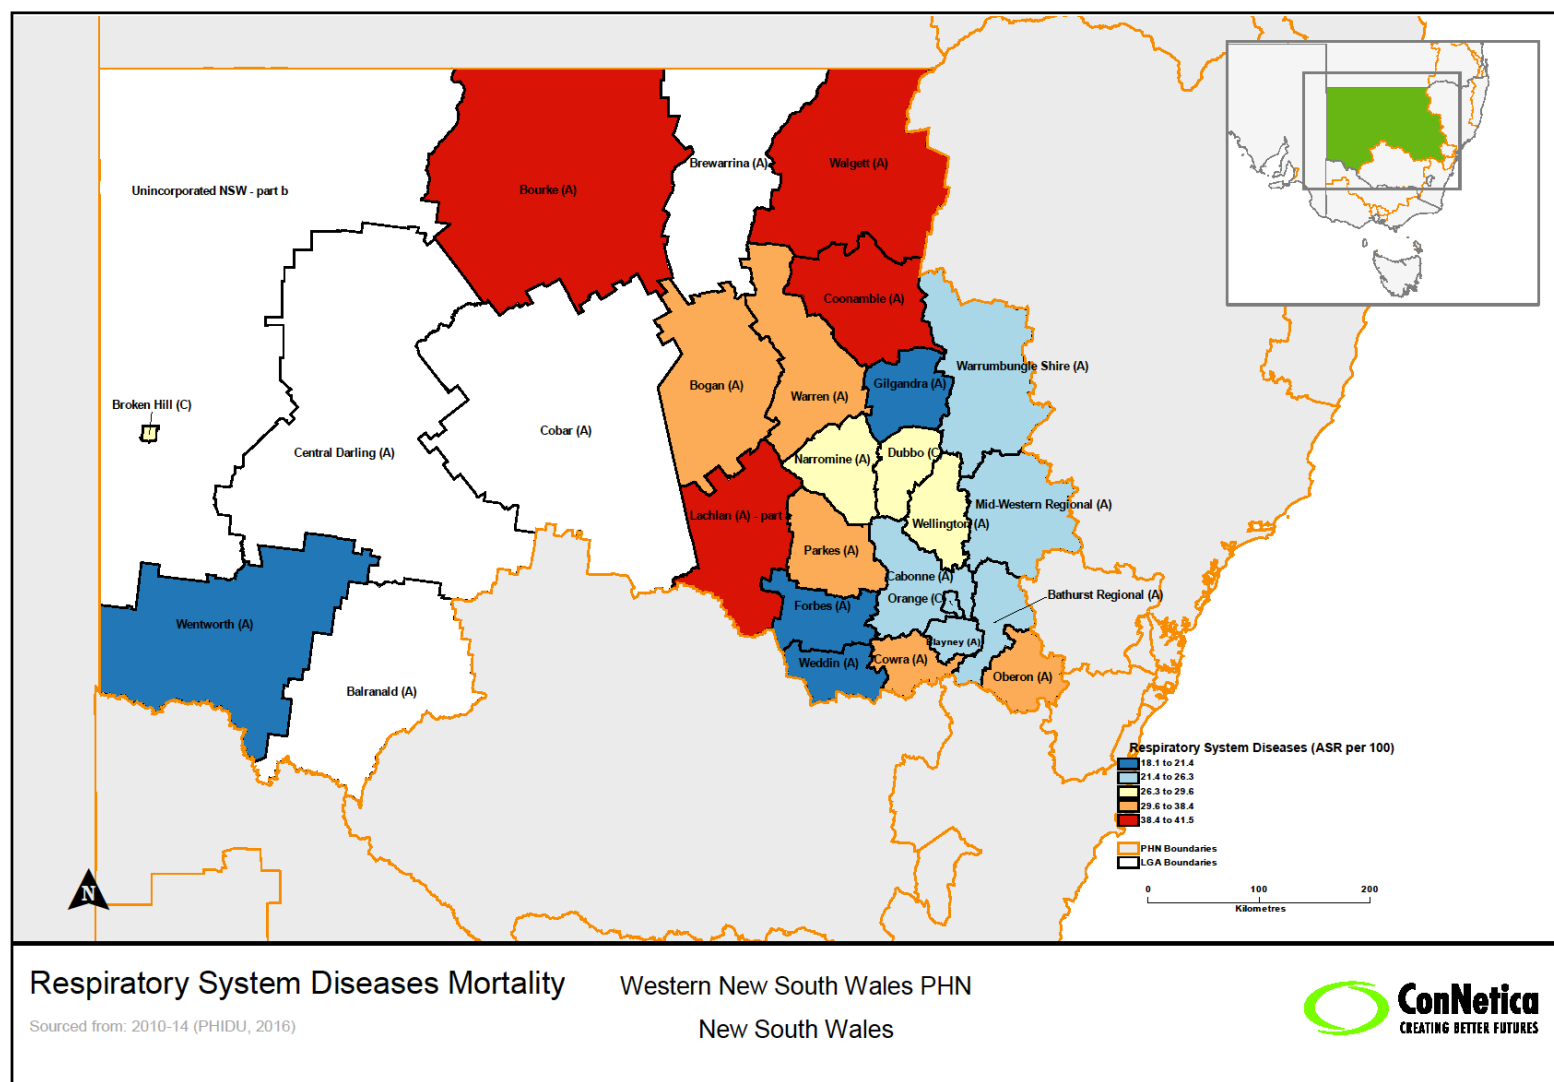 Unincorporated NSW - part b
Bourke (A)
Brewarrina (A)
Walgett (A)
Coonamble (A)
Warrumbungle Shire (A)
Gilgandra (A)
Bogan (A)
Warren (A)
Broken Hill (C)
Central Darling (A)
Cobar (A)
Narromine (A)
Dubbo (C
Mid-Western Regional (A)
Lachlan (A) - part
Wellington (A)
Parkes (A)
Cabonne (A)
Orange (C
Bathurst Regional (A)
Forbes (A)
Wentworth (A)
Blayney (A)
Weddin (A)
Cowra (A)
Oberon (A)
Balranald (A)
Respiratory System Diseases (ASR per 100)
18.1 to 21.4
21.4 to 26.3
26.3 to 29.6
29.6 to 38.4
38.4 to 41.5
PHN Boundaries
LGA Boundaries
0 100 200
Kilometres
N
Respiratory System Diseases Mortality
Sourced from: 2010-14 (PHIDU, 2016)
Western New South Wales PHN
New South Wales
ConNetica
CREATING BETTER FUTURES